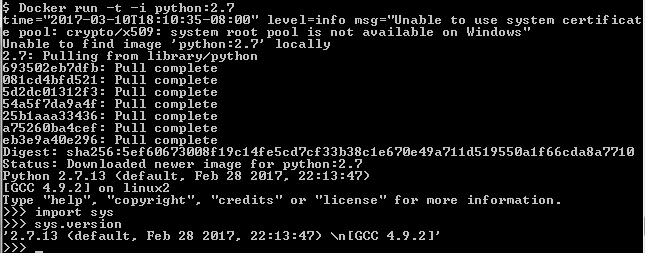 $ Docker run -t -i python:2.7
time="2017-03-10T18:10:35-08:00" level=info msg="Unable to use system certificat
e pool: crypto/x509: system root pool is not available on Windows"
Unable to find image 'python:2.7' locally
2.7: Pulling from library/python
693502eb7dfb: Pull complete
081cd4bfd521: Pull complete
5d2dc01312f3: Pull complete
54a5f7da9a4f: Pull complete
25b1aaa33436: Pull complete
a75260ba4cef: Pull complete
eb3e9a40e296: Pull complete
Digest: sha256:5ef60673008f19c14fe5cd7cf33b38c1e670e49a711d519550a1f66cda8a7710
Status: Downloaded newer image for python:2.7
Python 2.7.13 (default, Feb 28 2017, 22:13:47)
[GCC 4.9.2] on linux2
Type "help", "copyright", "credits" or "license" for more information.
>>> import sys
>>> sys.version
'2.7.13 (default, Feb 28 2017, 22:13:47) \n[GCC 4.9.2]'
>>> _